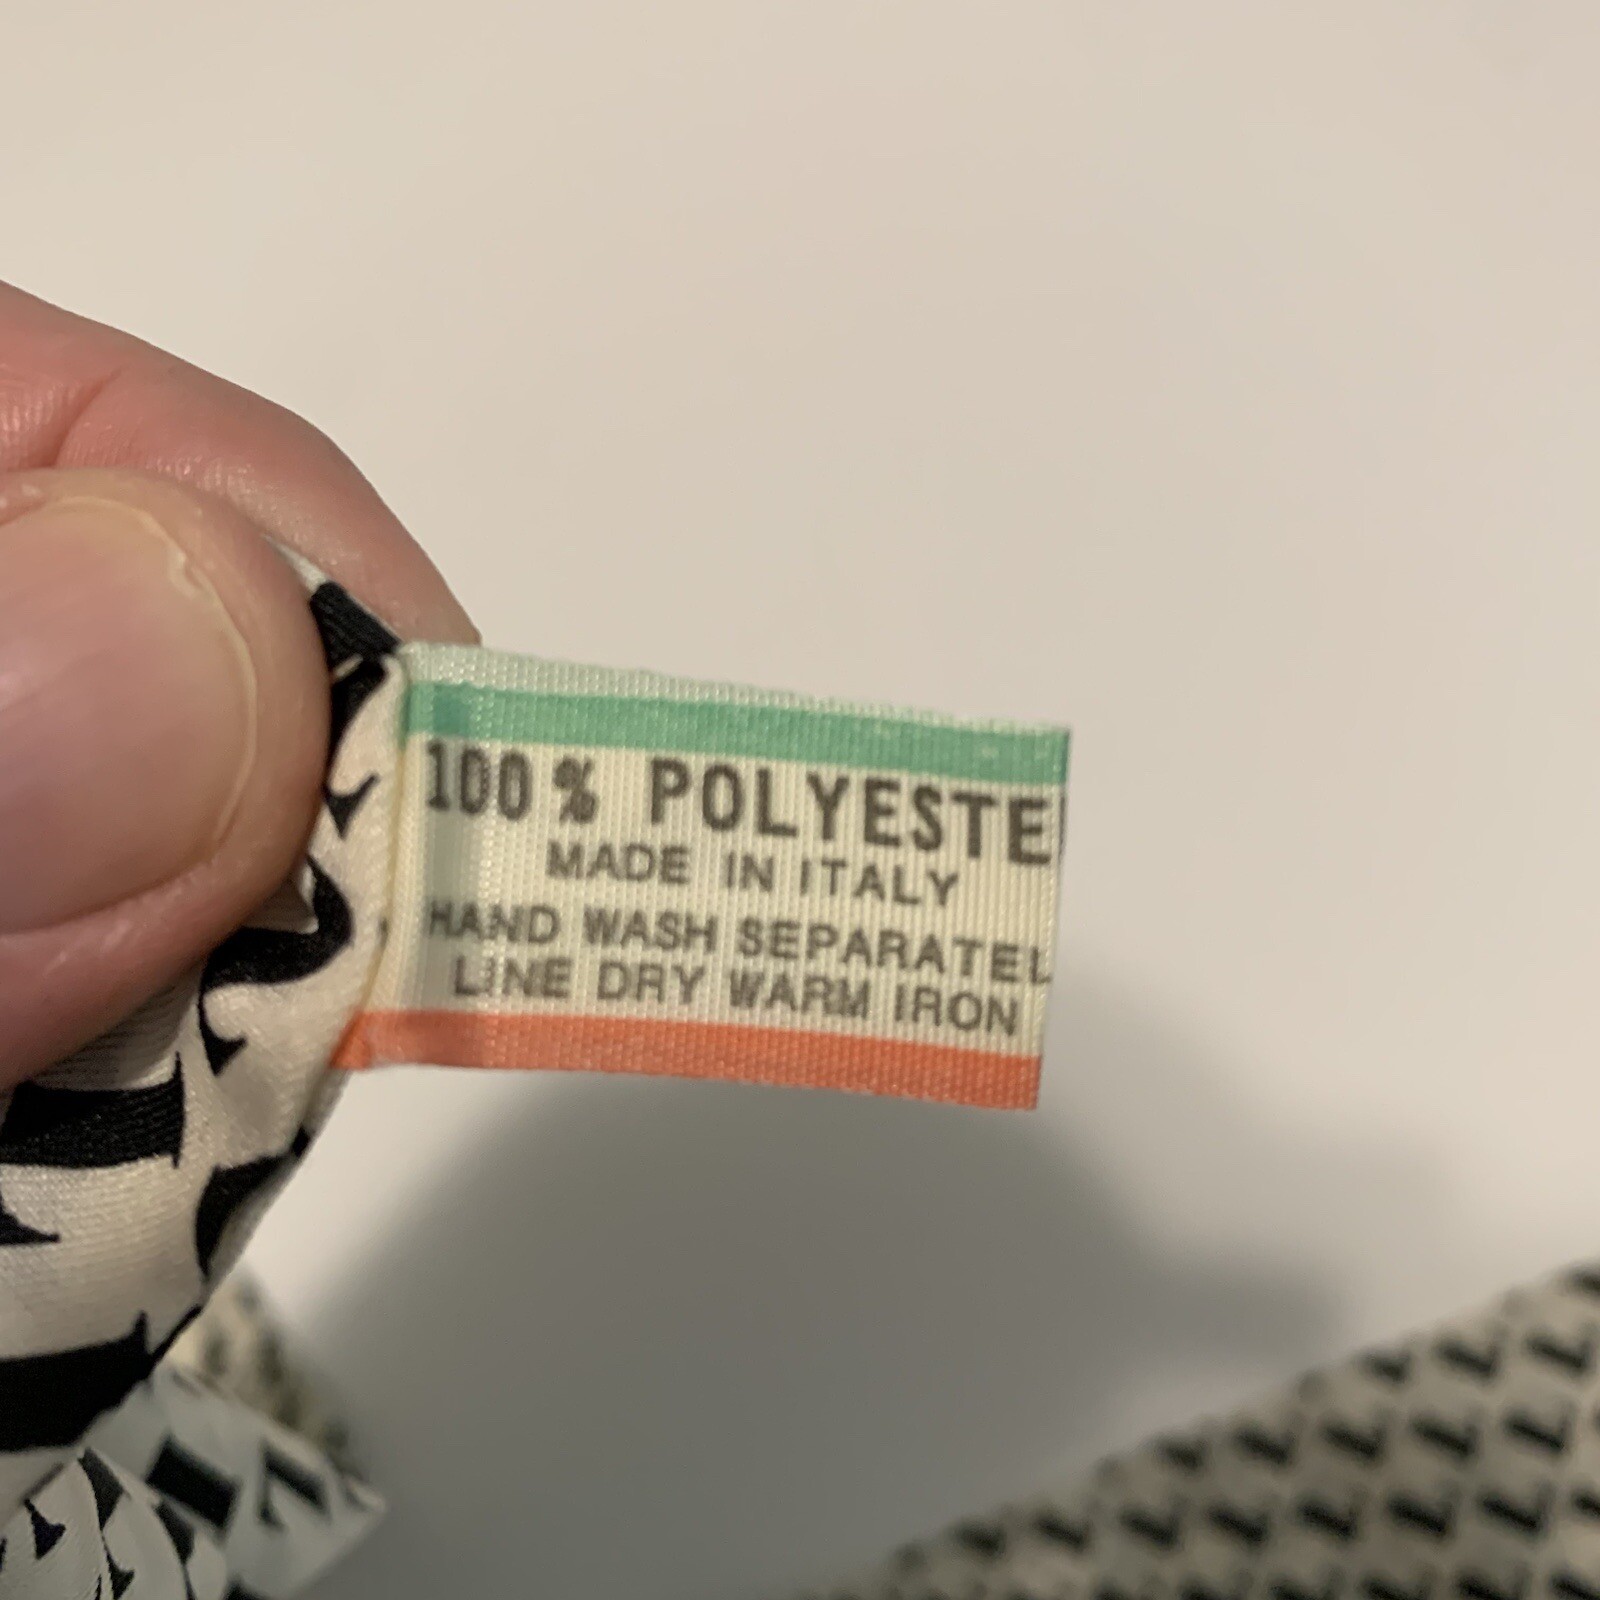 100% POLYESTE
MADE IN ITALY
HAND WASH SEPARATEL
LINE DRY WARM IRON